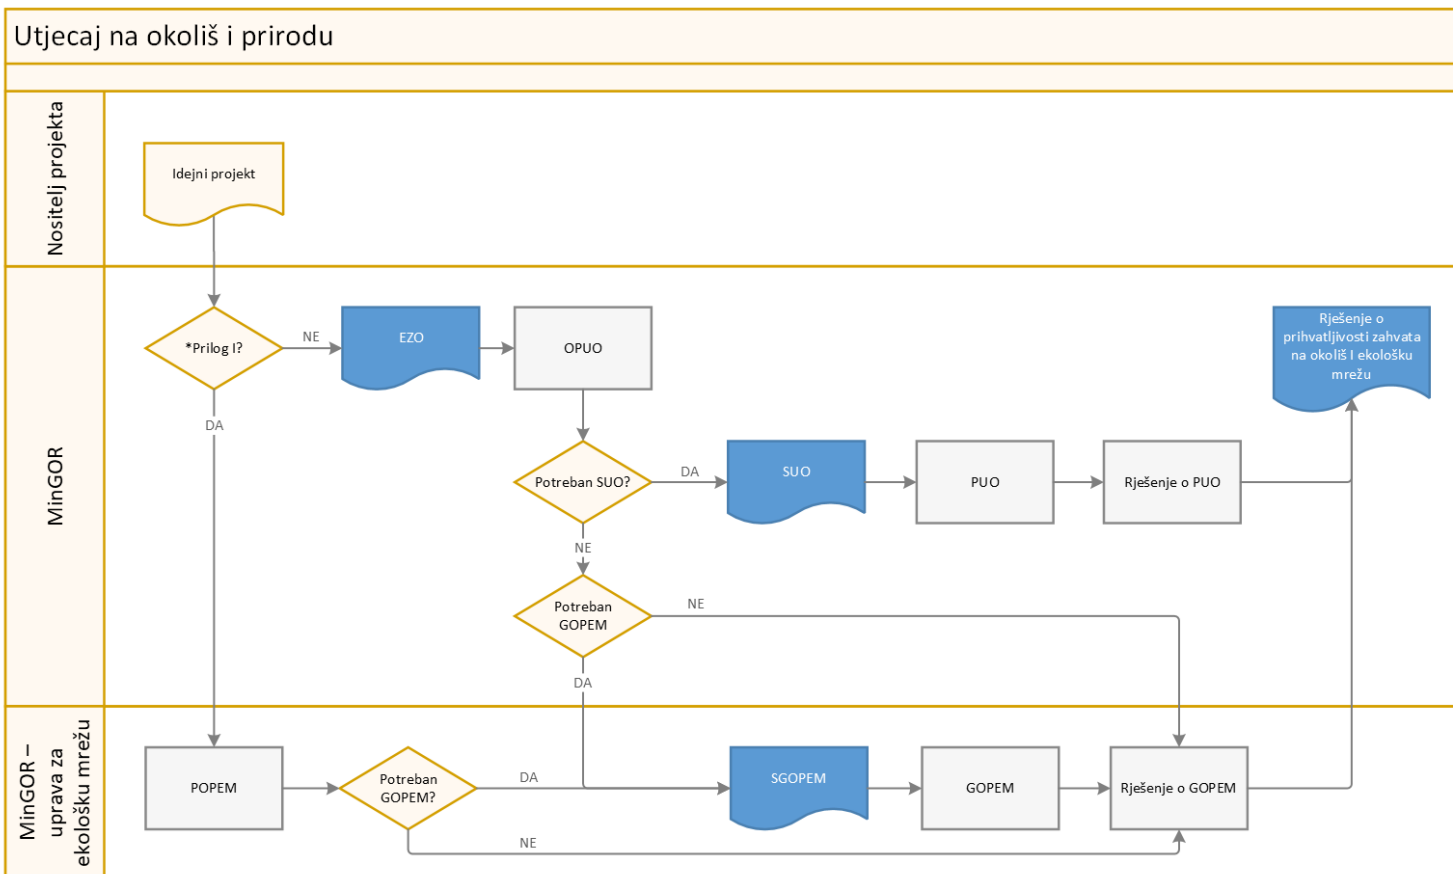 Utjecaj na okoliš i prirodu
Nositelj projekta
Idejni projekt
MinGOR
*Prilog I?
NE
EZO
OPUO
Rješenje o
prihvatljivosti zahvata
na okoliš I ekološku
mrežu
DA
Potreban SUO?
DA
SUO
PUO
Rješenje o PUO
NE
Potreban
GOPEM
NE
DA
MinGOR –
uprava za
ekološku mrežu
POPEM
Potreban
GOPEM?
DA
SGOPEM
GOPEM
Rješenje o GOPEM
NE